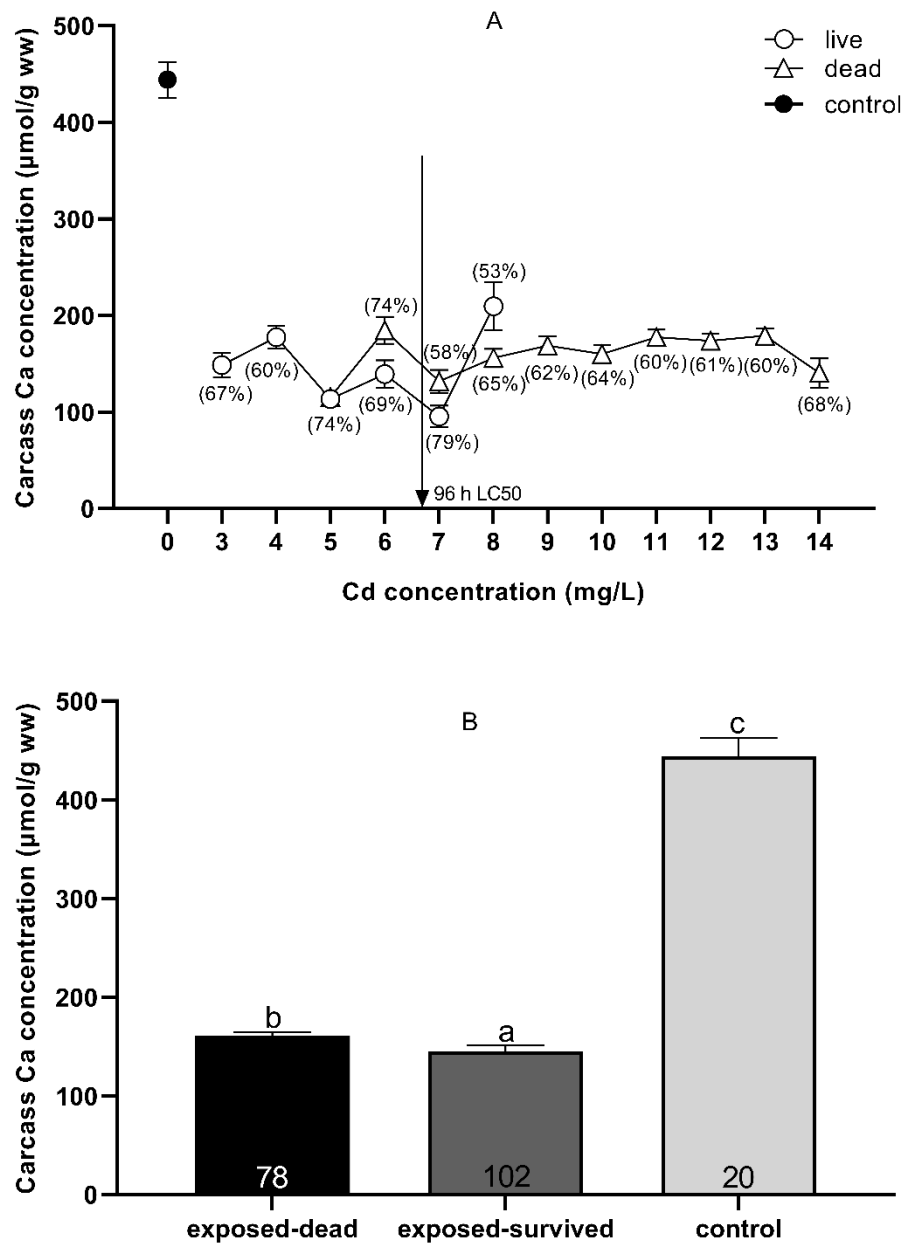 A
live
dead
control
Carcass Ca concentration (µmol/g ww)
500
400
300
200
100
0
(67%)
(60%)
(74%)
(74%)
(69%)
(58%)
(79%)
(53%)
(65%)
(62%)
(64%)
(60%)
(61%)
(60%)
(68%)
96 h LC50
0 3 4 5 6 7 8 9 10 11 12 13 14
Cd concentration (mg/L)
B
Carcass Ca concentration (µmol/g ww)
500
400
300
200
100
0
b
a
c
78
102
20
exposed-dead exposed-survived control